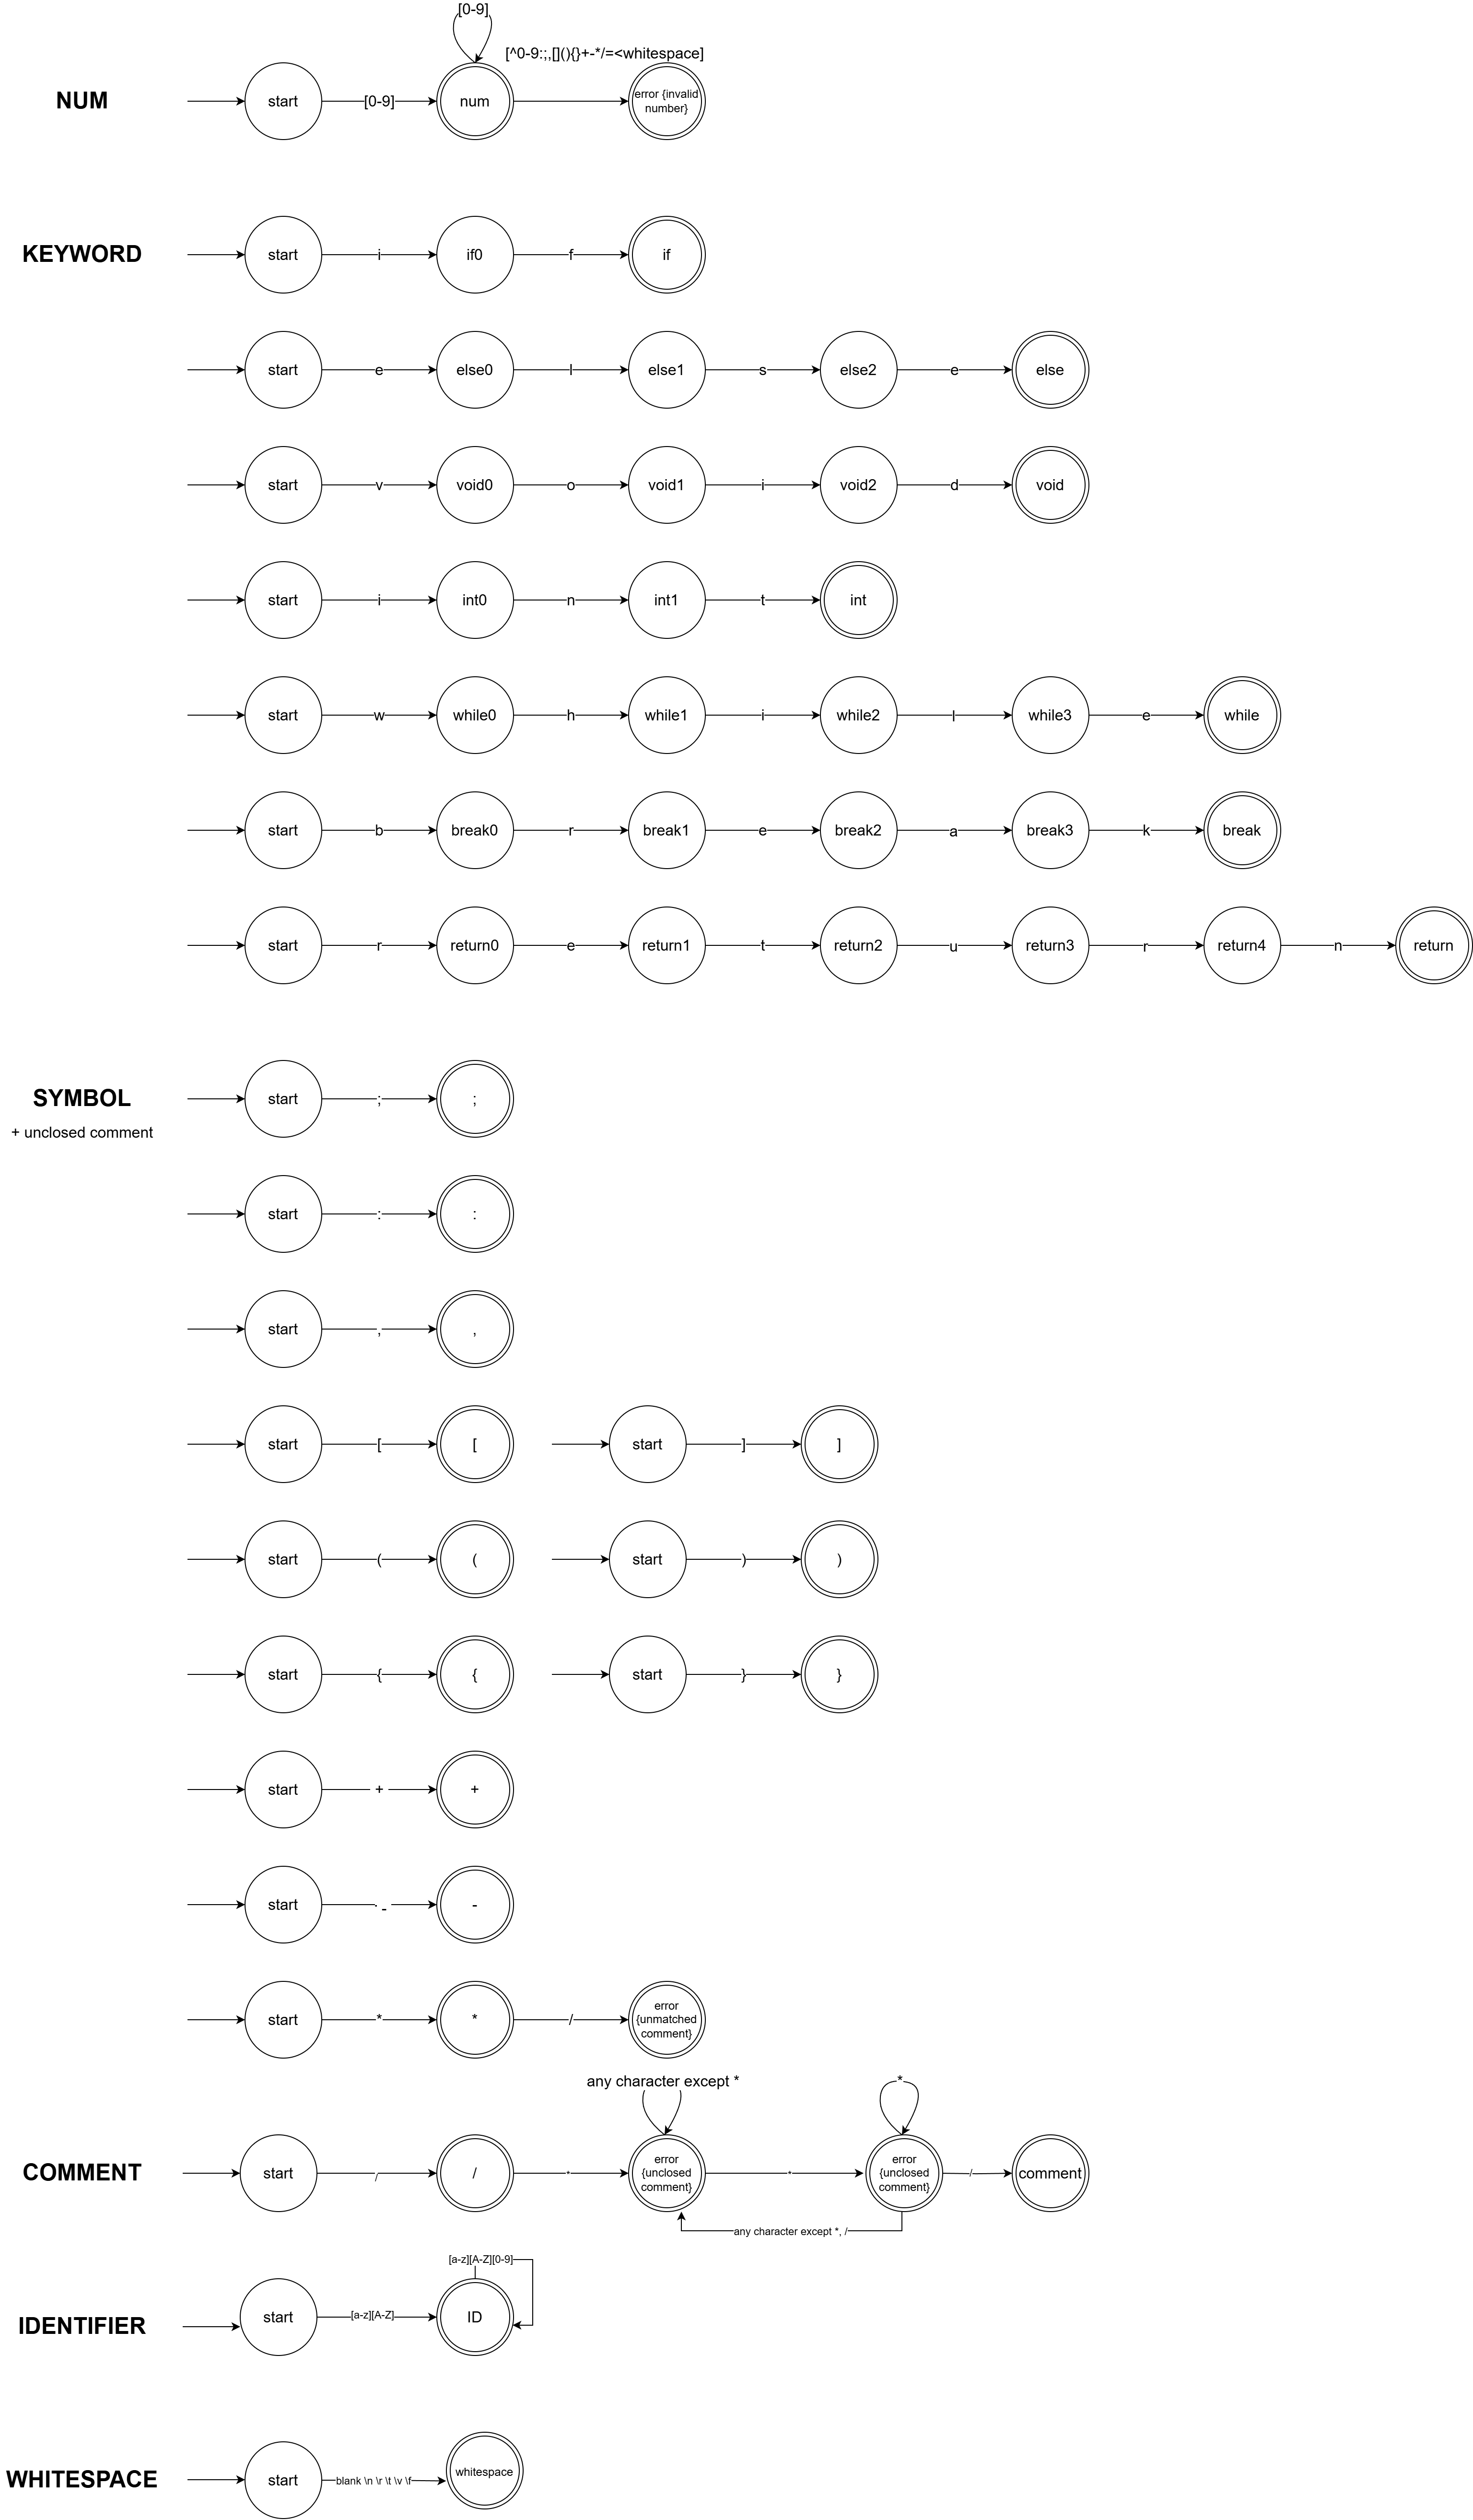 [0-9]
[^0-9:;,[](){}+-*/=<whitespace]
NUM
start
[0-9]
num
error {invalid
number}
KEYWORD
start
i
if0
f
if
start
e
else0
l
else1
s
else2
e
else
start
v
void0
o
void1
i
void2
d
void
start
i
int0
n
int1
t
int
start
w
while0
h
while1
i
while2
l
while3
e
while
start
b
break0
r
break1
e
break2
a
break3
k
break
start
r
return0
e
return1
t
return2
u
return3
r
return4
n
return
SYMBOL
+ unclosed comment
start
;
;
start
:
:
start
,
,
start
[
[
start
]
]
start
(
(
start
)
)
start
{
{
start
}
}
start
+
+
start
-
-
start
*
*
/
error
{unmatched
comment}
any character except *
*
COMMENT
start
/
/
*
error
{unclosed
comment}
*
error
{unclosed
comment}
/
comment
any character except *, /
[a-z][A-Z][0-9]
IDENTIFIER
start
[a-z][A-Z]
ID
WHITESPACE
start
blank \n \r \t \v \f
whitespace